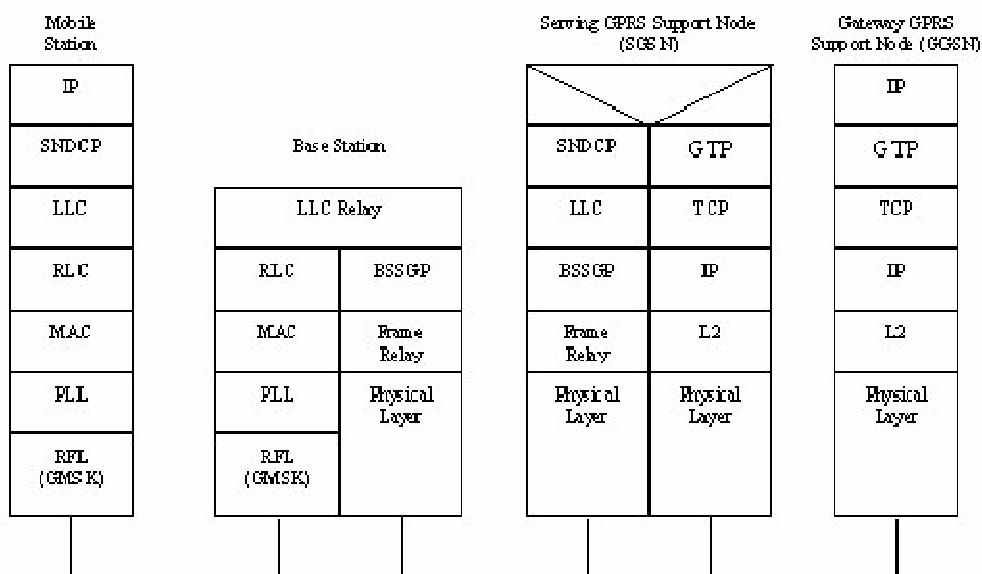 Mobile
Station
Serving GPRS Support Node
(SGSN)
Gateway GPRS
Support Node (GGSN)
IP
SNDCP
LLC
RLC
MAC
PLL
RFL
(GMSK)
Base Station
LLC Relay
RLC
MAC
PLL
RFL
(GMSK)
BSSGP
Frame
Relay
Physical
Layer
SNDCP
LLC
BSSGP
Frame
Relay
Physical
Layer
GTP
TCP
IP
L2
Physical
Layer
IP
GTP
TCP
IP
L2
Physical
Layer